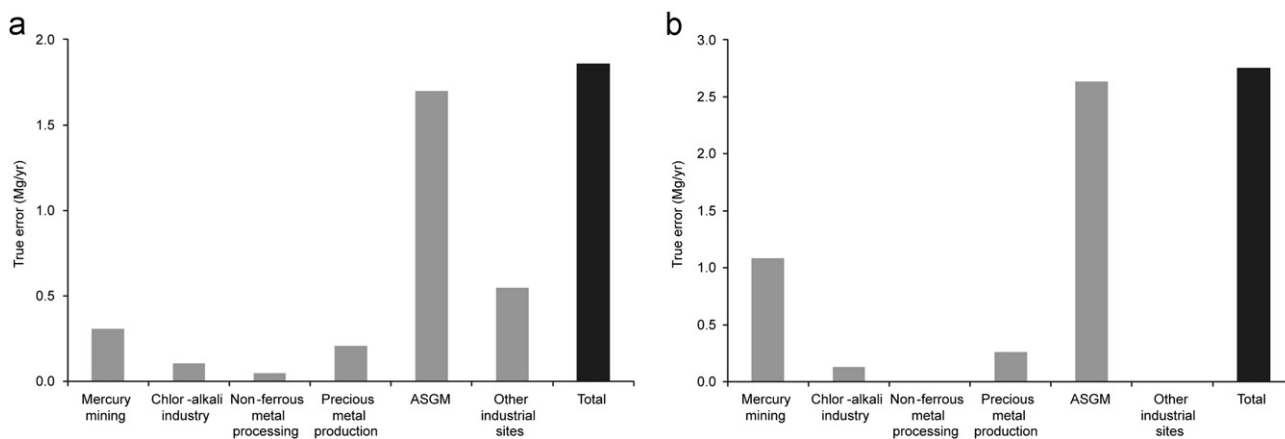 a
True error (Mg/yr)
2.0
1.5
1.0
0.5
0.0
Mercury
mining
Chlor -alkali
industry
Non-ferrous
metal
processing
Precious
metal
production
ASGM
Other
industrial
sites
Total
b
True error (Mg/yr)
3.0
2.5
2.0
1.5
1.0
0.5
0.0
Mercury
mining
Chlor -alkali
industry
Non-ferrous
metal
processing
Precious
metal
production
ASGM
Other
industrial
sites
Total